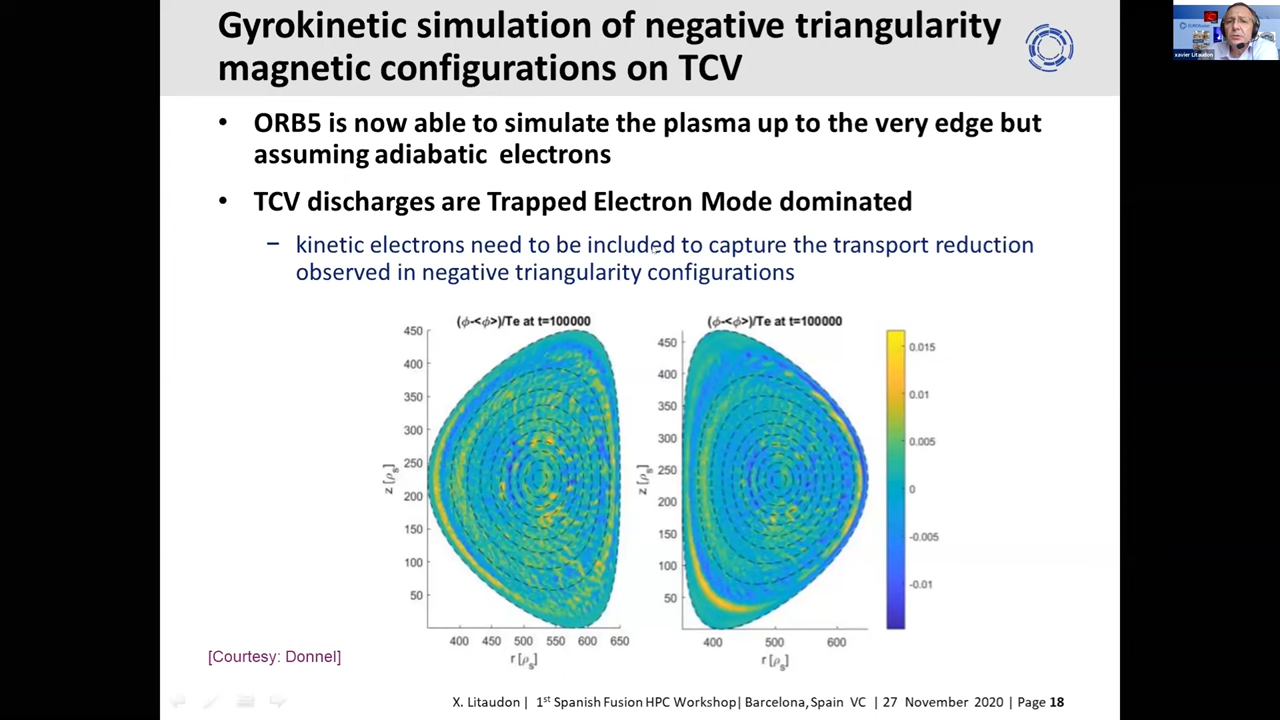 Gyrokinetic simulation of negative triangularity
magnetic configurations on TCV
xavier Litaudon
• ORB5 is now able to simulate the plasma up to the very edge but
assuming adiabatic electrons
• TCV discharges are Trapped Electron Mode dominated
− kinetic electrons need to be included to capture the transport reduction
observed in negative triangularity configurations
(ϕ-<ϕ>)/Te at t=100000
450
400
350
300
250
200
150
100
50
z [ρs]
400 450 500 550 600 650
r [ρs]
(ϕ-<ϕ>)/Te at t=100000
450
400
350
300
250
200
150
100
50
z [ρs]
400 500 600
r [ρs]
0.015
0.01
0.005
0
-0.005
-0.01
[Courtesy: Donnel]
X. Litaudon | 1st Spanish Fusion HPC Workshop| Barcelona, Spain VC | 27 November 2020 | Page 18